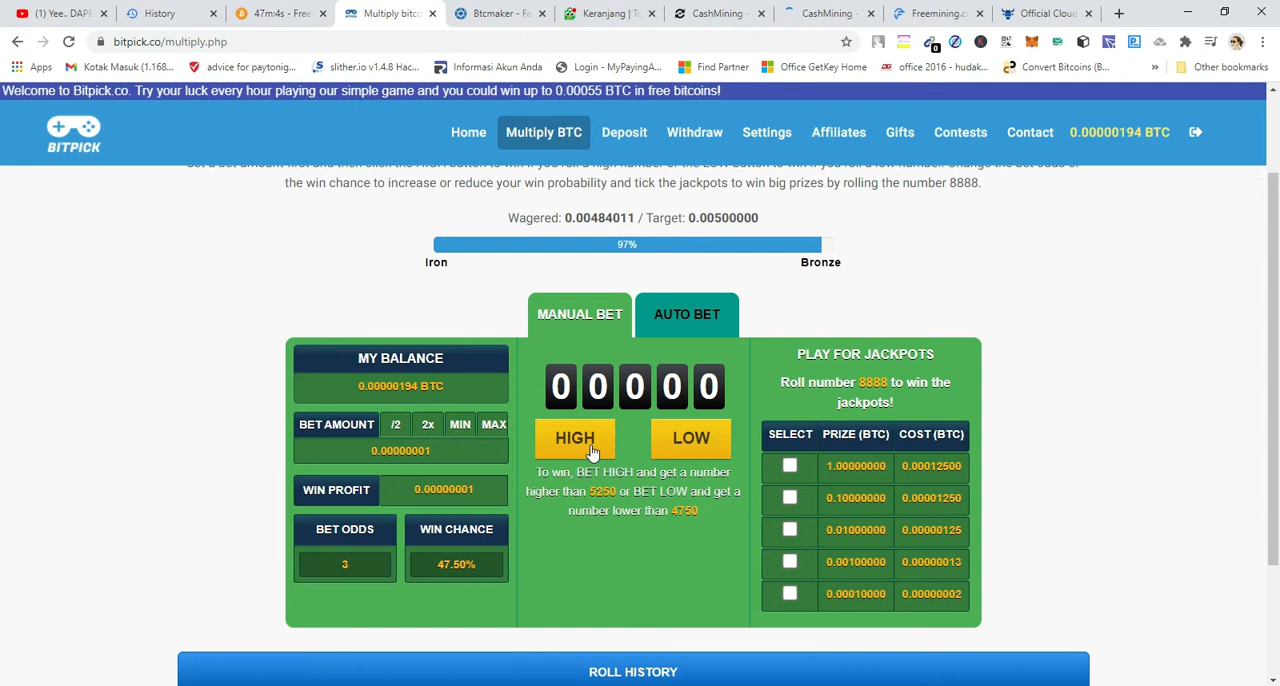 (1) Yee.. DAPE
History
47m:4s - Free
Multiply bitco
Btcmaker - Fa
Keranjang | To
CashMining -
CashMining -
Freemining.co
Official Cloud
bitpick.co/multiply.php
0
Apps
Kotak Masuk (1.168...
advice for paytonig...
slither.io v1.4.8 Hac...
Informasi Akun Anda
Login - MyPayingA...
Find Partner
Office GetKey Home
office 2016 - hudak...
Convert Bitcoins (B...
»
Other bookmarks
Welcome to Bitpick.co. Try your luck every hour playing our simple game and you could win up to 0.00055 BTC in free bitcoins!
BITPICK
Home
Multiply BTC
Deposit
Withdraw
Settings
Affiliates
Gifts
Contests
Contact
0.00000194 BTC
the win chance to increase or reduce your win probability and tick the jackpots to win big prizes by rolling the number 8888.
Wagered: 0.00484011 / Target: 0.00500000
97%
Iron
Bronze
MANUAL BET
AUTO BET
MY BALANCE
0.00000194 BTC
BET AMOUNT
/2
2x
MIN
MAX
0.00000001
WIN PROFIT
0.00000001
BET ODDS
WIN CHANCE
3
47.50%
0 0 0 0 0
HIGH
LOW
To win, BET HIGH and get a number
higher than 5250 or BET LOW and get a
number lower than 4750
PLAY FOR JACKPOTS
Roll number 8888 to win the
jackpots!
SELECT PRIZE (BTC) COST (BTC)
1.00000000 0.00012500
0.10000000 0.00001250
0.01000000 0.00000125
0.00100000 0.00000013
0.00010000 0.00000002
ROLL HISTORY